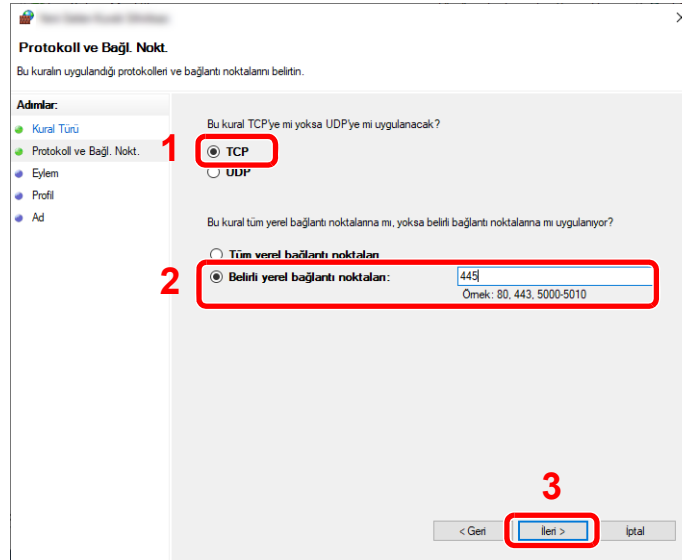 Protokoll ve Bağl. Nokt.
Bu kuralın uygulandığı protokolleri ve bağlantı noktalarını belirtin.
Adımlar:
Kural Türü
Protokoll ve Bağl. Nokt.
Eylem
Profil
Ad
Bu kural TCP'ye mi yoksa UDP'ye mi uygulanacak?
1
TCP
UDP
Bu kural tüm yerel bağlantı noktalarına mı, yoksa belirli bağlantı noktalarına mı uygulanıyor?
Tüm yerel bağlantı noktaları
2
Belirli yerel bağlantı noktaları: 445
Örnek: 80, 443, 5000-5010
3
< Geri İleri > İptal